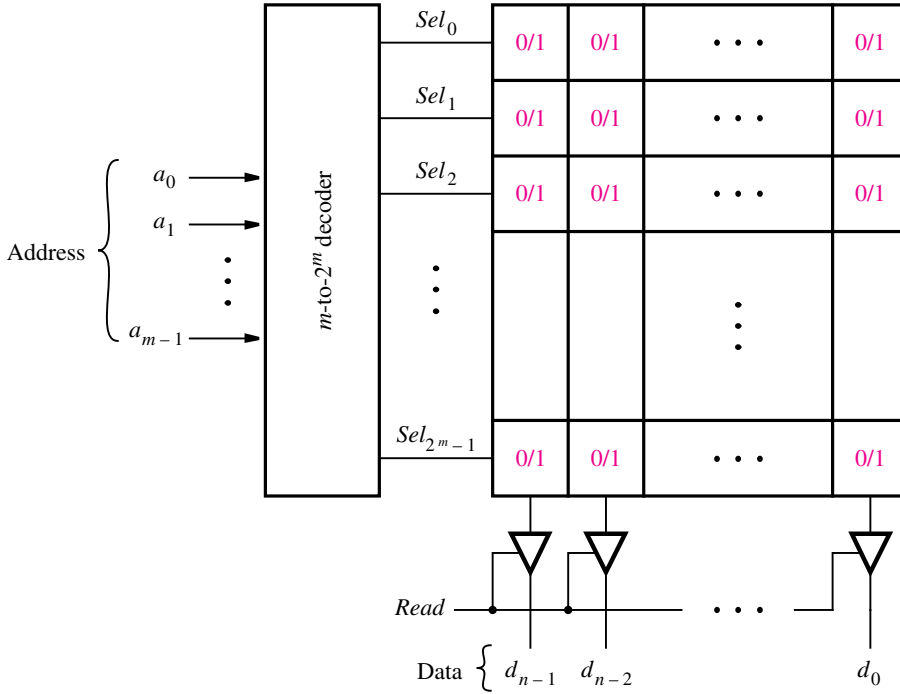 Sel₀ 0/1 0/1 • • • 0/1
Sel₁ 0/1 0/1 • • • 0/1
Sel₂ 0/1 0/1 • • • 0/1
a₀
a₁
Address
aₘ₋₁
m-to-2ᵐ decoder
Sel_{2^m − 1} 0/1 0/1 • • • 0/1
Read • • •
Data dₙ₋₁ dₙ₋₂ d₀